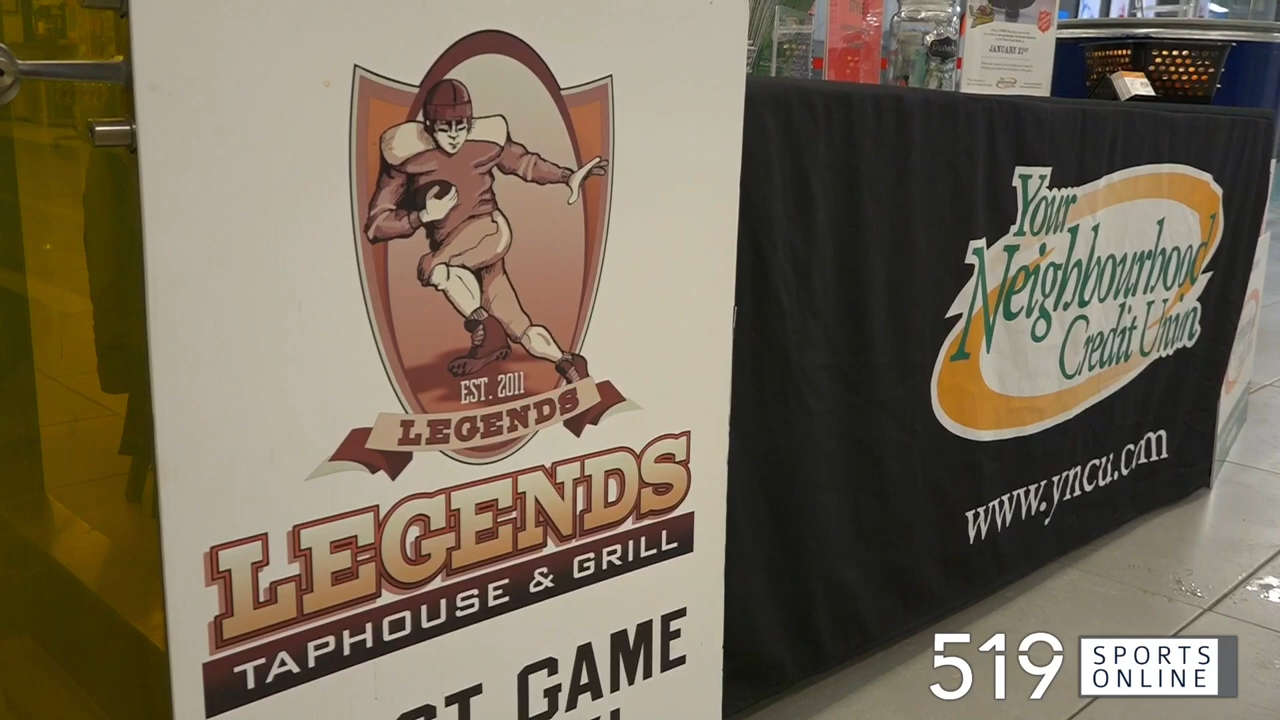 EST. 2011
LEGENDS
LEGENDS
TAPHOUSE & GRILL
GAME
JANUARY 21ST
Your
Neighbourhood
Credit Union
www.yncu.com
519 SPORTS
ONLINE